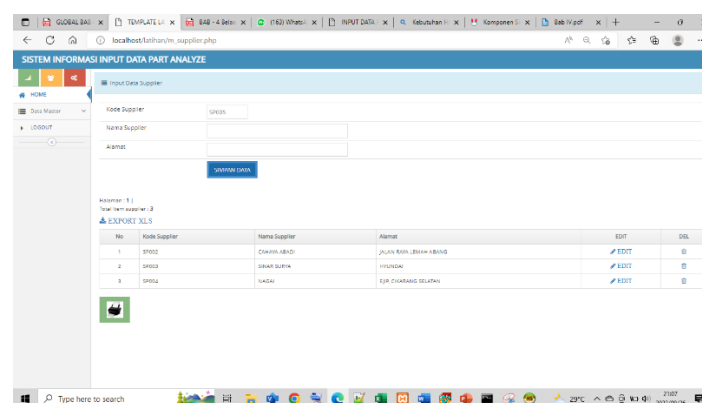 GLOBAL BAS
TEMPLATE LA
BAB - 4 Belaj
(163) WhatsA
INPUT DATA
Kebutuhan
Komponen S
Bab IV.pdf
localhost/latihan/m_supplier.php
SISTEM INFORMASI INPUT DATA PART ANALYZE
HOME
Data Master
LOGOUT
Input Data Supplier
Kode Supplier
SP005
Nama Supplier
Alamat
SIMPAN DATA
Halaman : 1 |
Total item supplier : 3
EXPORT XLS
No Kode Supplier Nama Supplier Alamat EDIT DEL
1 SP002 CAHAYA ABADI JALAN RAYA LEMAH ABANG EDIT
2 SP003 SINAR SURYA HYUNDAI EDIT
3 SP004 NAGAI EJIP, CIKARANG SELATAN EDIT
Type here to search
29°C
21:07